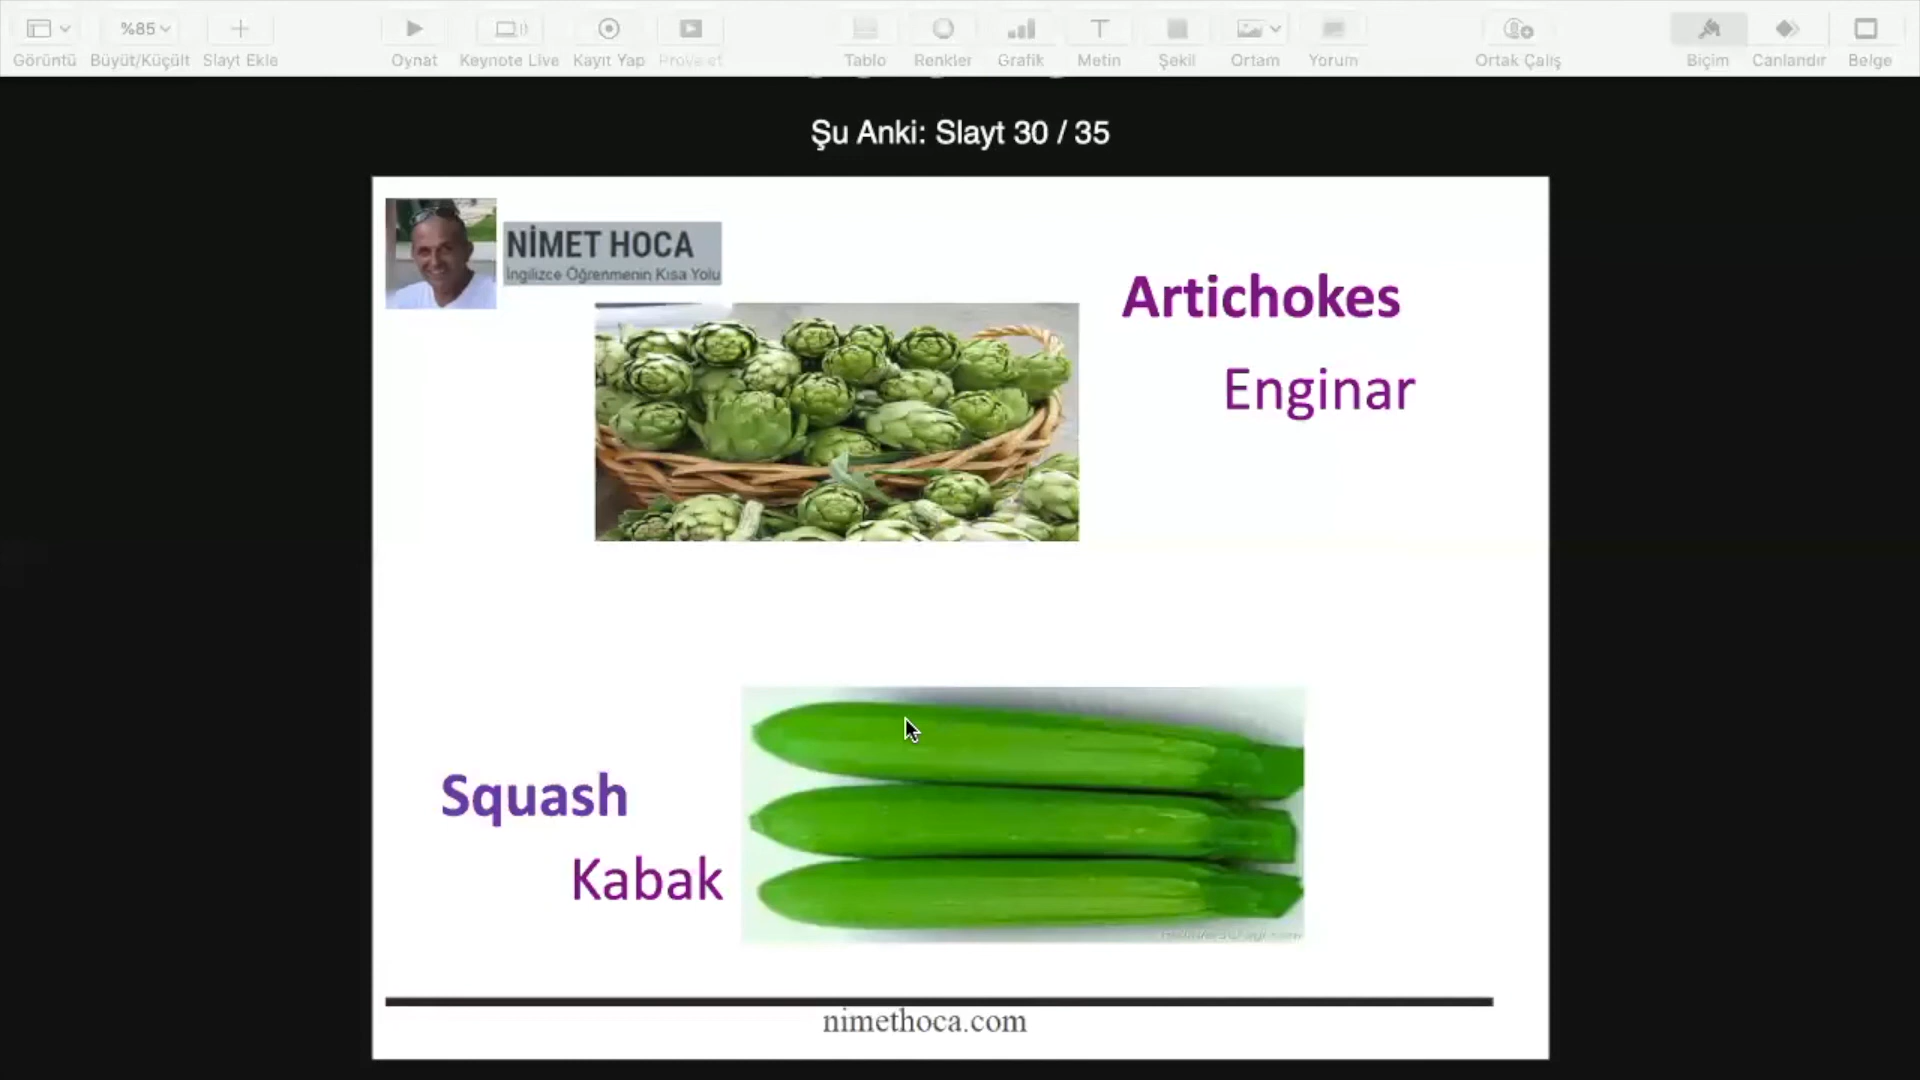 %85
Görüntü
Büyüt/Küçült
Slayt Ekle
Oynat
Keynote Live
Kayıt Yap
Prova et
Tablo
Renkler
Grafik
Metin
Şekil
Ortam
Yorum
Ortak Çalış
Biçim
Canlandır
Belge
Şu Anki: Slayt 30 / 35
NİMET HOCA
İngilizce Öğrenmenin Kısa Yolu
Artichokes
Enginar
Squash
Kabak
nimethoca.com